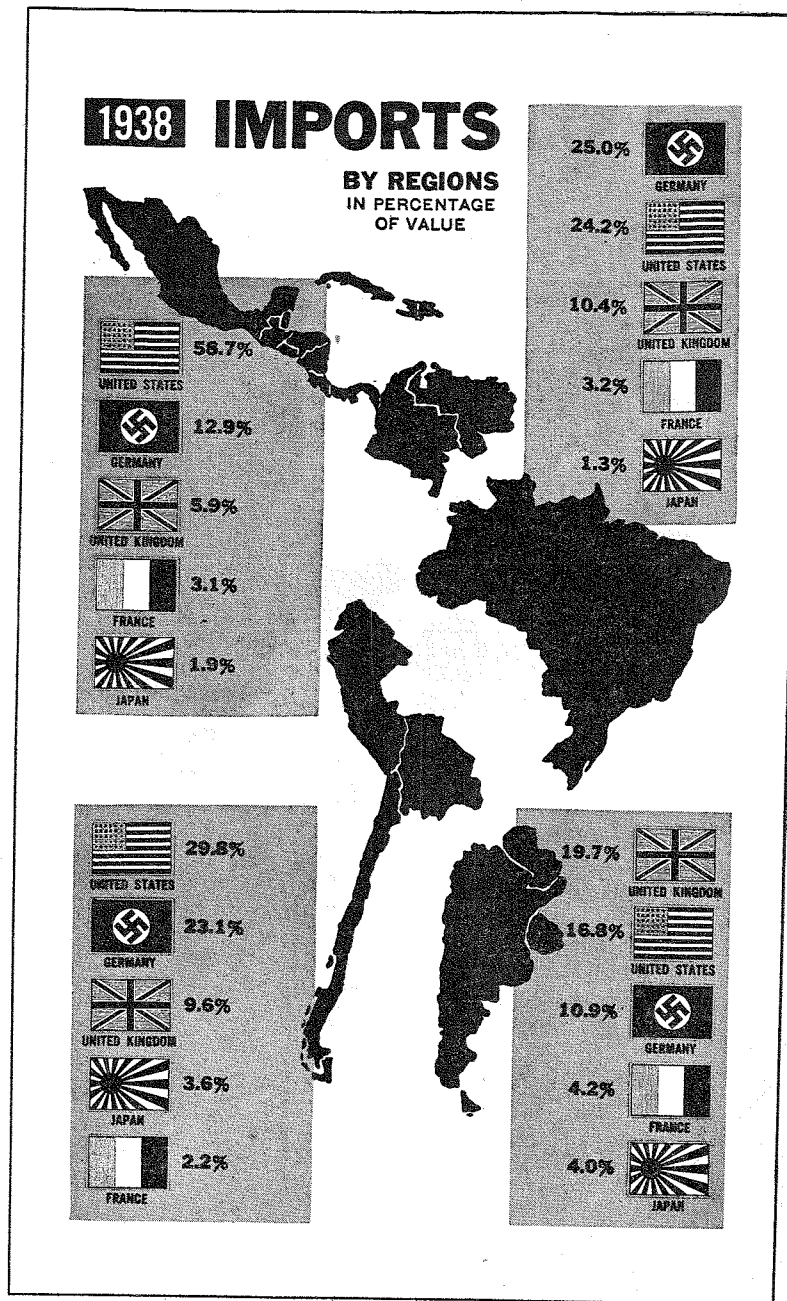 1938 IMPORTS
BY REGIONS
IN PERCENTAGE
OF VALUE
25.0%
GERMANY
24.2%
UNITED STATES
10.4%
UNITED KINGDOM
3.2%
FRANCE
1.3%
JAPAN
56.7%
UNITED STATES
12.9%
GERMANY
5.9%
UNITED KINGDOM
3.1%
FRANCE
1.9%
JAPAN
29.8%
UNITED STATES
23.1%
GERMANY
9.6%
UNITED KINGDOM
3.6%
JAPAN
2.2%
FRANCE
19.7%
UNITED KINGDOM
16.8%
UNITED STATES
10.9%
GERMANY
4.2%
FRANCE
4.0%
JAPAN